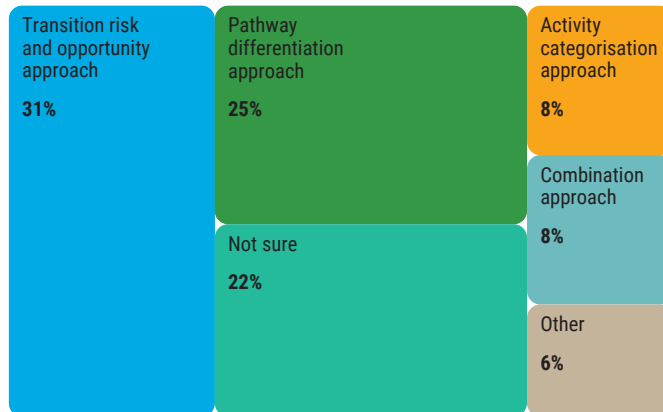 Transition risk
and opportunity
approach
31%
Pathway
differentiation
approach
25%
Not sure
22%
Activity
categorisation
approach
8%
Combination
approach
8%
Other
6%